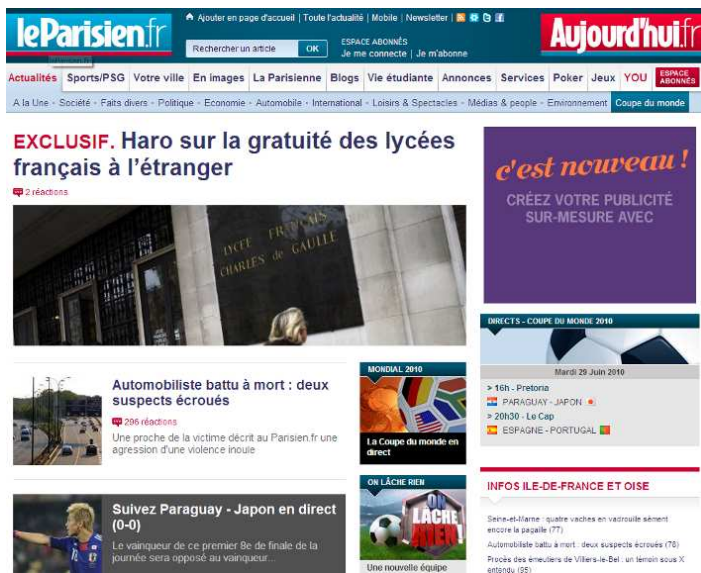 leParisien.fr
Ajouter en page d'accueil | Toute l'actualité | Mobile | Newsletter |
Rechercher un article OK
ESPACE ABONNÉS
Je me connecte | Je m'abonne
Aujourd'hui.fr
Actualités Sports/PSG Votre ville En images La Parisienne Blogs Vie étudiante Annonces Services Poker Jeux YOU ESPACE ABONNÉS
A la Une - Société - Faits divers - Politique - Economie - Automobile - International - Loisirs & Spectacles - Médias & people - Environnement Coupe du monde
EXCLUSIF. Haro sur la gratuité des lycées
français à l'étranger
2 réactions
LYCÉE FRANÇAIS
CHARLES de GAULLE
c'est nouveau !
CRÉEZ VOTRE PUBLICITÉ
SUR-MESURE AVEC
DIRECTS - COUPE DU MONDE 2010
Mardi 29 Juin 2010
> 16h - Pretoria
PARAGUAY - JAPON
> 20h30 - Le Cap
ESPAGNE - PORTUGAL
Automobiliste battu à mort : deux
suspects écroués
296 réactions
Une proche de la victime décrit au Parisien.fr une
agression d'une violence inouïe
MONDIAL 2010
La Coupe du monde en
direct
Suivez Paraguay - Japon en direct
(0-0)
Le vainqueur de ce premier 8e de finale de la
journée sera opposé au vainqueur...
ON LÂCHE RIEN
ON
LÂCHE
RIEN!
Une nouvelle équipe
INFOS ILE-DE-FRANCE ET OISE
Seine-et-Marne : quatre vaches en vadrouille sèment
encore la pagaille (77)
Automobiliste battu à mort : deux suspects écroués (78)
Procès des émeutiers de Villiers-le-Bel : un témoin sous X
entendu (95)